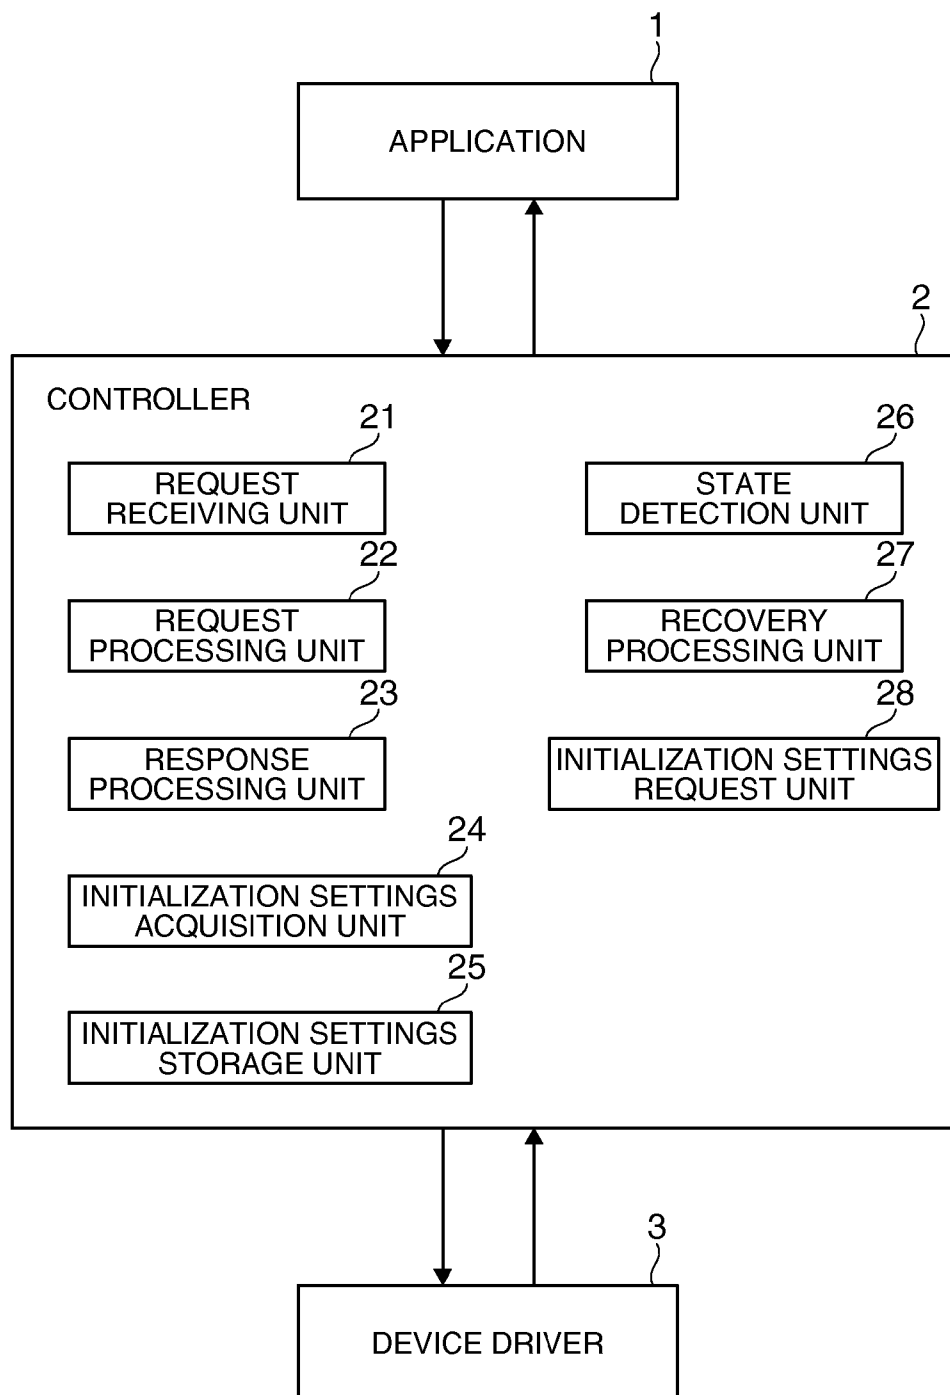 1
APPLICATION
2
CONTROLLER
21
REQUEST
RECEIVING UNIT
22
REQUEST
PROCESSING UNIT
23
RESPONSE
PROCESSING UNIT
24
INITIALIZATION SETTINGS
ACQUISITION UNIT
25
INITIALIZATION SETTINGS
STORAGE UNIT
26
STATE
DETECTION UNIT
27
RECOVERY
PROCESSING UNIT
28
INITIALIZATION SETTINGS
REQUEST UNIT
3
DEVICE DRIVER